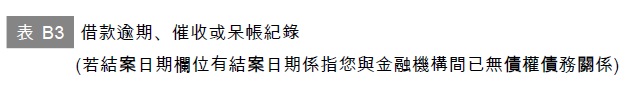 表 B3 借款逾期、催收或呆帳紀錄
(若結案日期欄位有結案日期係指您與金融機構間已無債權債務關係)